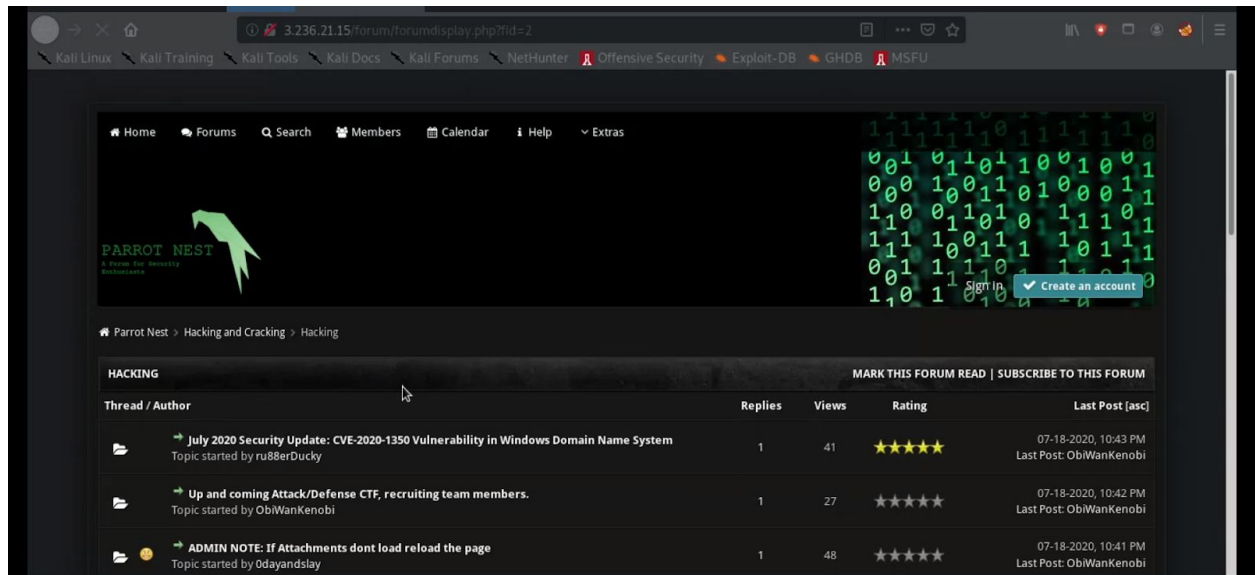 3.236.21.15/forum/forumdisplay.php?fid=2
Kali Linux Kali Training Kali Tools Kali Docs Kali Forums NetHunter Offensive Security Exploit-DB GHDB MSFU
Home Forums Search Members Calendar Help Extras
PARROT NEST
A Forum for Security
Enthusiasts
Sign In Create an account
Parrot Nest > Hacking and Cracking > Hacking
HACKING MARK THIS FORUM READ | SUBSCRIBE TO THIS FORUM
Thread / Author Replies Views Rating Last Post [asc]
July 2020 Security Update: CVE-2020-1350 Vulnerability in Windows Domain Name System 1 41 07-18-2020, 10:43 PM
Topic started by ru88erDucky Last Post: ObiWanKenobi
Up and coming Attack/Defense CTF, recruiting team members. 1 27 07-18-2020, 10:42 PM
Topic started by ObiWanKenobi Last Post: ObiWanKenobi
ADMIN NOTE: If Attachments dont load reload the page 1 48 07-18-2020, 10:41 PM
Topic started by 0dayandslay Last Post: ObiWanKenobi